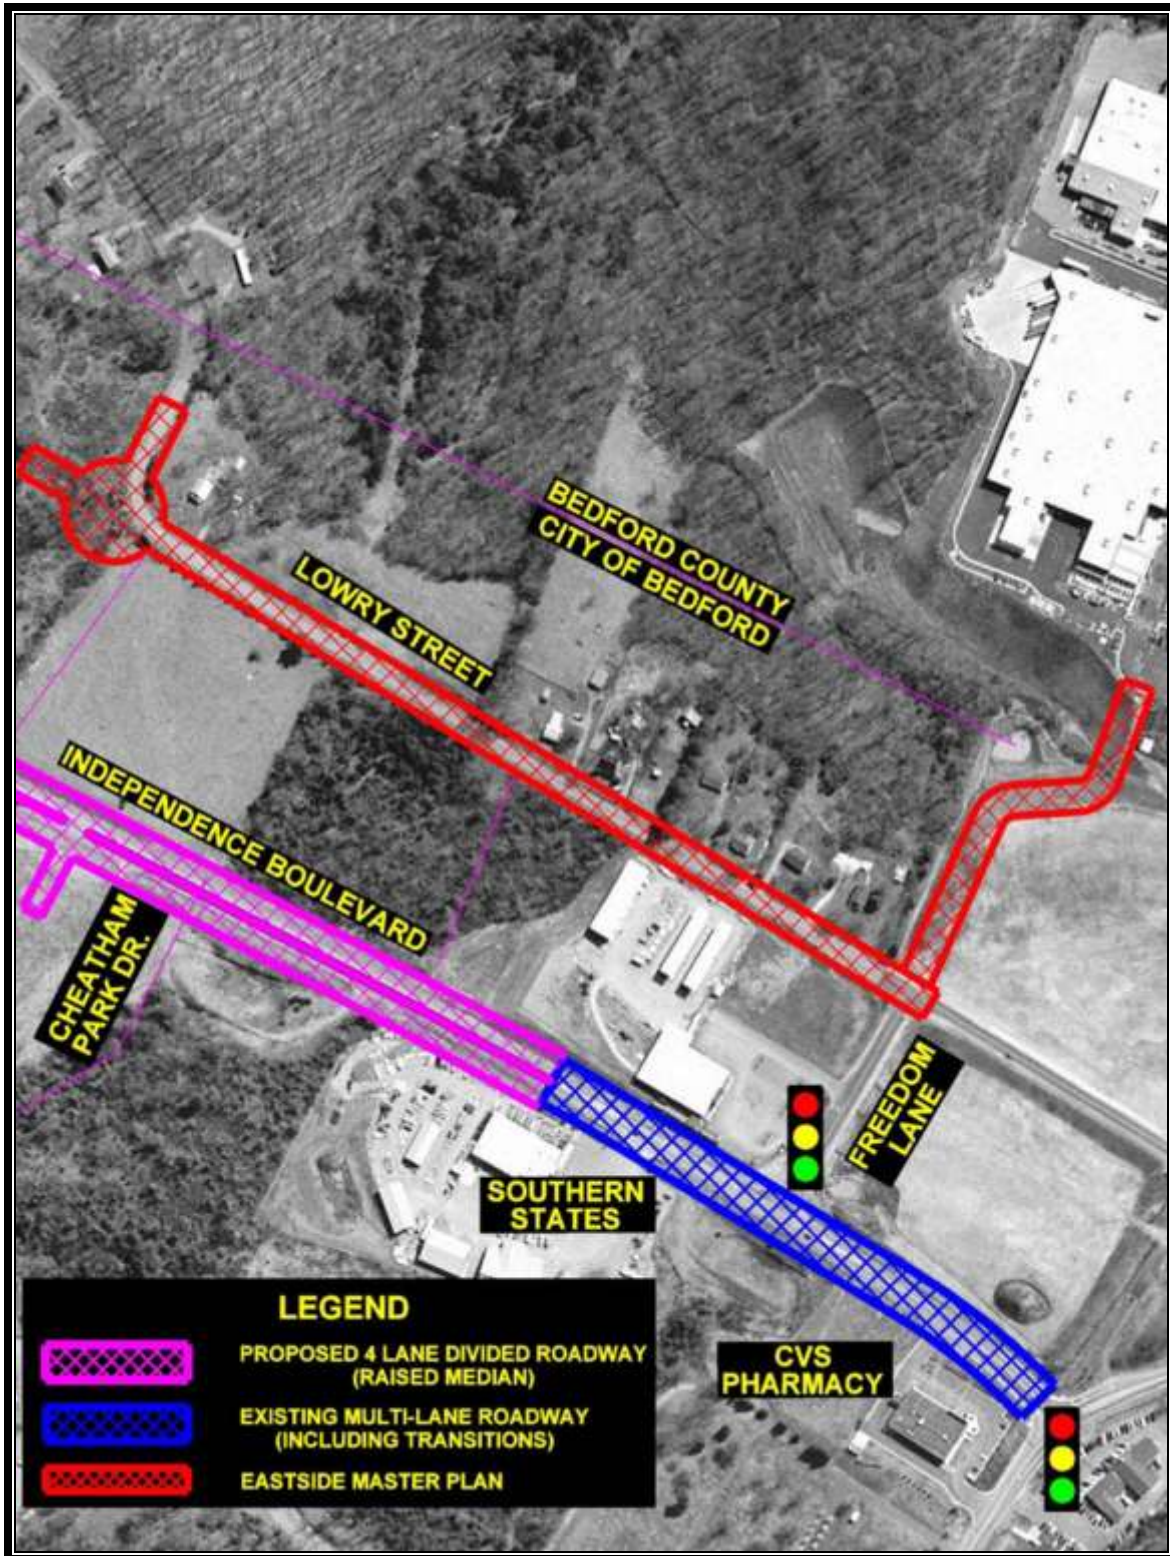 BEDFORD COUNTY
CITY OF BEDFORD
LOWRY STREET
INDEPENDENCE BOULEVARD
CHEATHAM
PARK DR.
FREEDOM
LANE
SOUTHERN
STATES
CVS
PHARMACY
LEGEND
PROPOSED 4 LANE DIVIDED ROADWAY
(RAISED MEDIAN)
EXISTING MULTI-LANE ROADWAY
(INCLUDING TRANSITIONS)
EASTSIDE MASTER PLAN